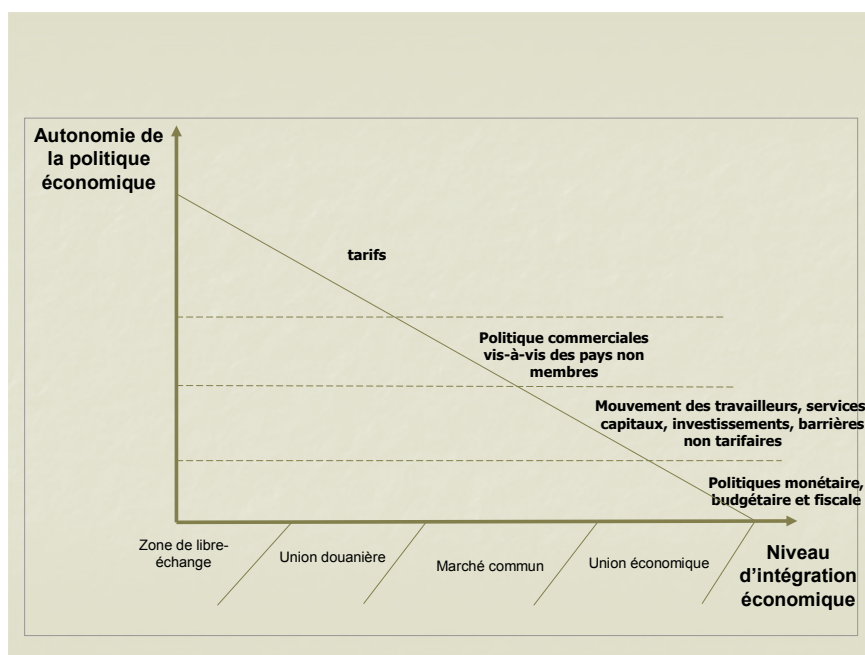 Autonomie de
la politique
économique
tarifs
Politique commerciales
vis-à-vis des pays non
membres
Mouvement des travailleurs, services
capitaux, investissements, barrières
non tarifaires
Politiques monétaire,
budgétaire et fiscale
Zone de libre-
échange
Union douanière
Marché commun
Union économique
Niveau
d'intégration
économique